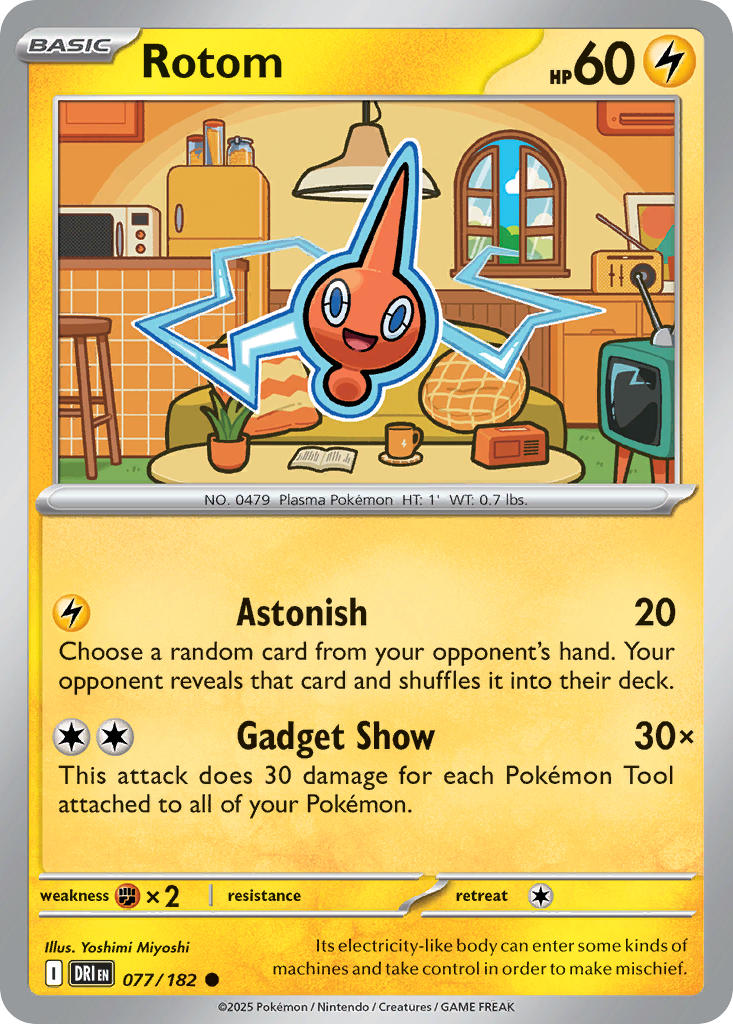 BASIC
Rotom
HP60
NO. 0479 Plasma Pokémon HT: 1' WT: 0.7 lbs.
Astonish 20
Choose a random card from your opponent's hand. Your
opponent reveals that card and shuffles it into their deck.
Gadget Show 30×
This attack does 30 damage for each Pokémon Tool
attached to all of your Pokémon.
weakness ×2 resistance retreat
Illus. Yoshimi Miyoshi
Its electricity-like body can enter some kinds of
machines and take control in order to make mischief.
I DRI EN 077/182
©2025 Pokémon / Nintendo / Creatures / GAME FREAK